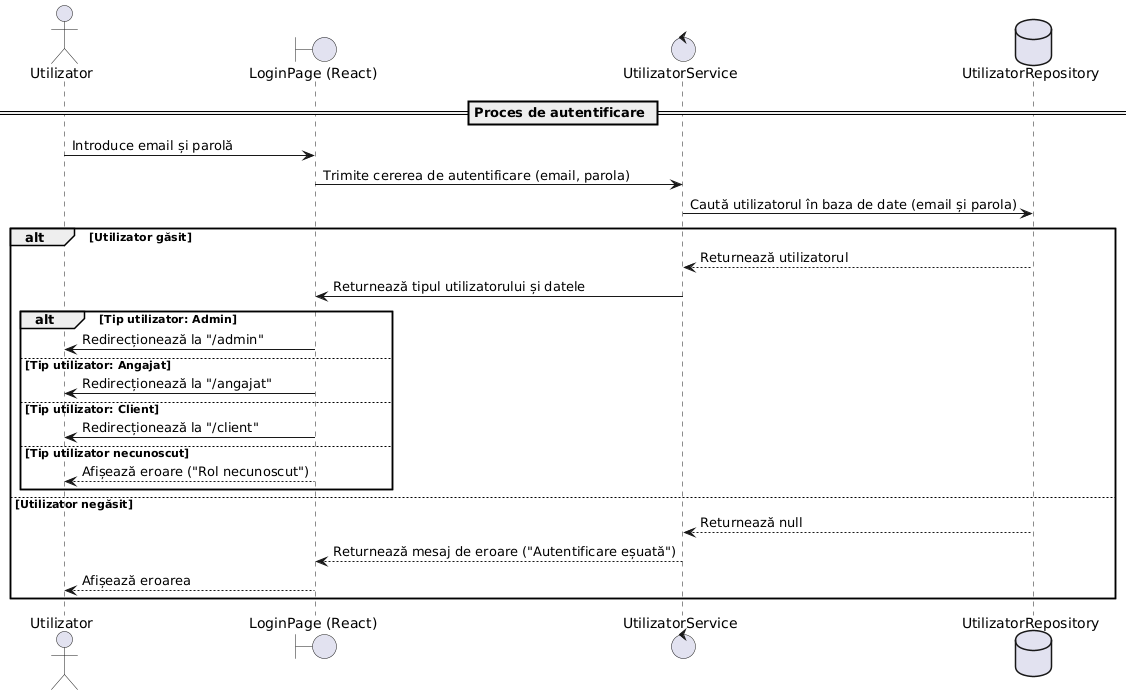 Utilizator LoginPage (React) UtilizatorService UtilizatorRepository
Proces de autentificare
Introduce email și parolă
Trimite cererea de autentificare (email, parola)
Caută utilizatorul în baza de date (email și parola)
alt [Utilizator găsit]
Returnează utilizatorul
Returnează tipul utilizatorului și datele
alt [Tip utilizator: Admin]
Redirecționează la "/admin"
[Tip utilizator: Angajat]
Redirecționează la "/angajat"
[Tip utilizator: Client]
Redirecționează la "/client"
[Tip utilizator necunoscut]
Afișează eroare ("Rol necunoscut")
[Utilizator negăsit]
Returnează null
Returnează mesaj de eroare ("Autentificare eșuată")
Afișează eroarea
Utilizator LoginPage (React) UtilizatorService UtilizatorRepository